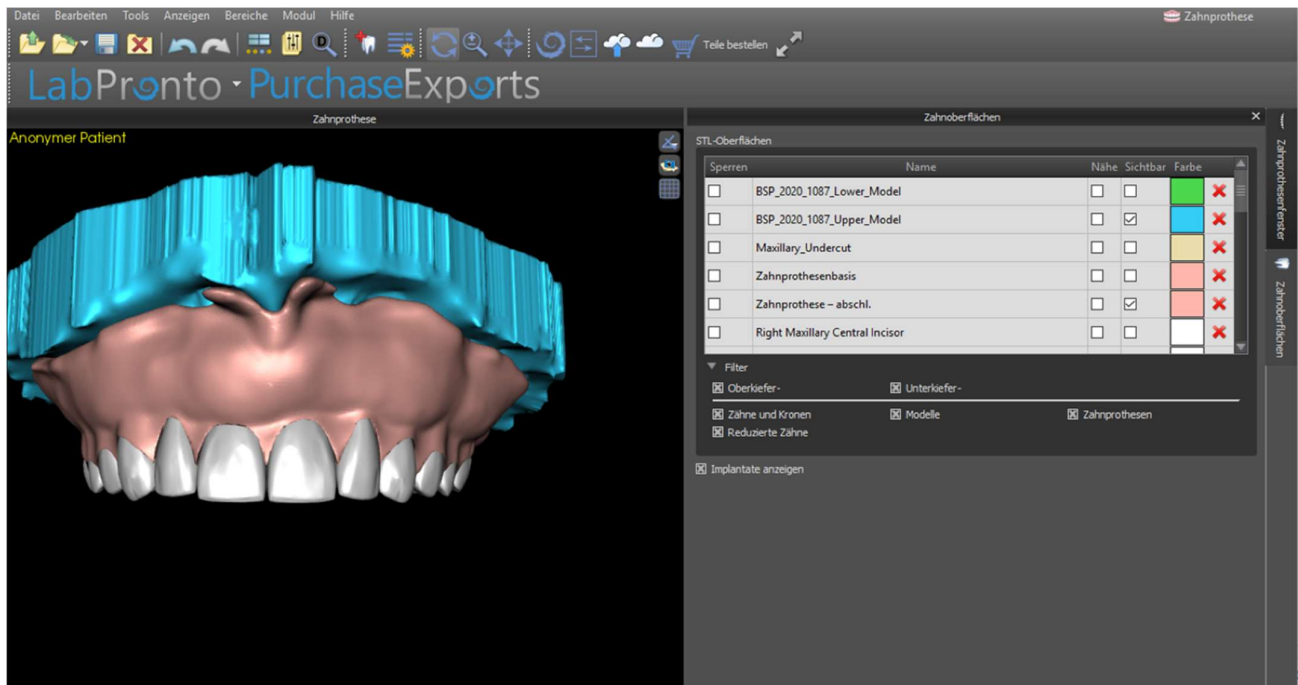 Datei Bearbeiten Tools Anzeigen Bereiche Modul Hilfe
Zahnprothese
D
Teile bestellen
LabPronto PurchaseExports
Zahnprothese
Anonymer Patient
Zahnoberflächen
STL-Oberflächen
Sperren Name Nähe Sichtbar Farbe
BSP_2020_1087_Lower_Model
BSP_2020_1087_Upper_Model
Maxillary_Undercut
Zahnprothesenbasis
Zahnprothese – abschl.
Right Maxillary Central Incisor
Filter
Oberkiefer- Unterkiefer-
Zähne und Kronen Modelle Zahnprothesen
Reduzierte Zähne
Implantate anzeigen
Zahnprothesenfenster
Zahnoberflächen